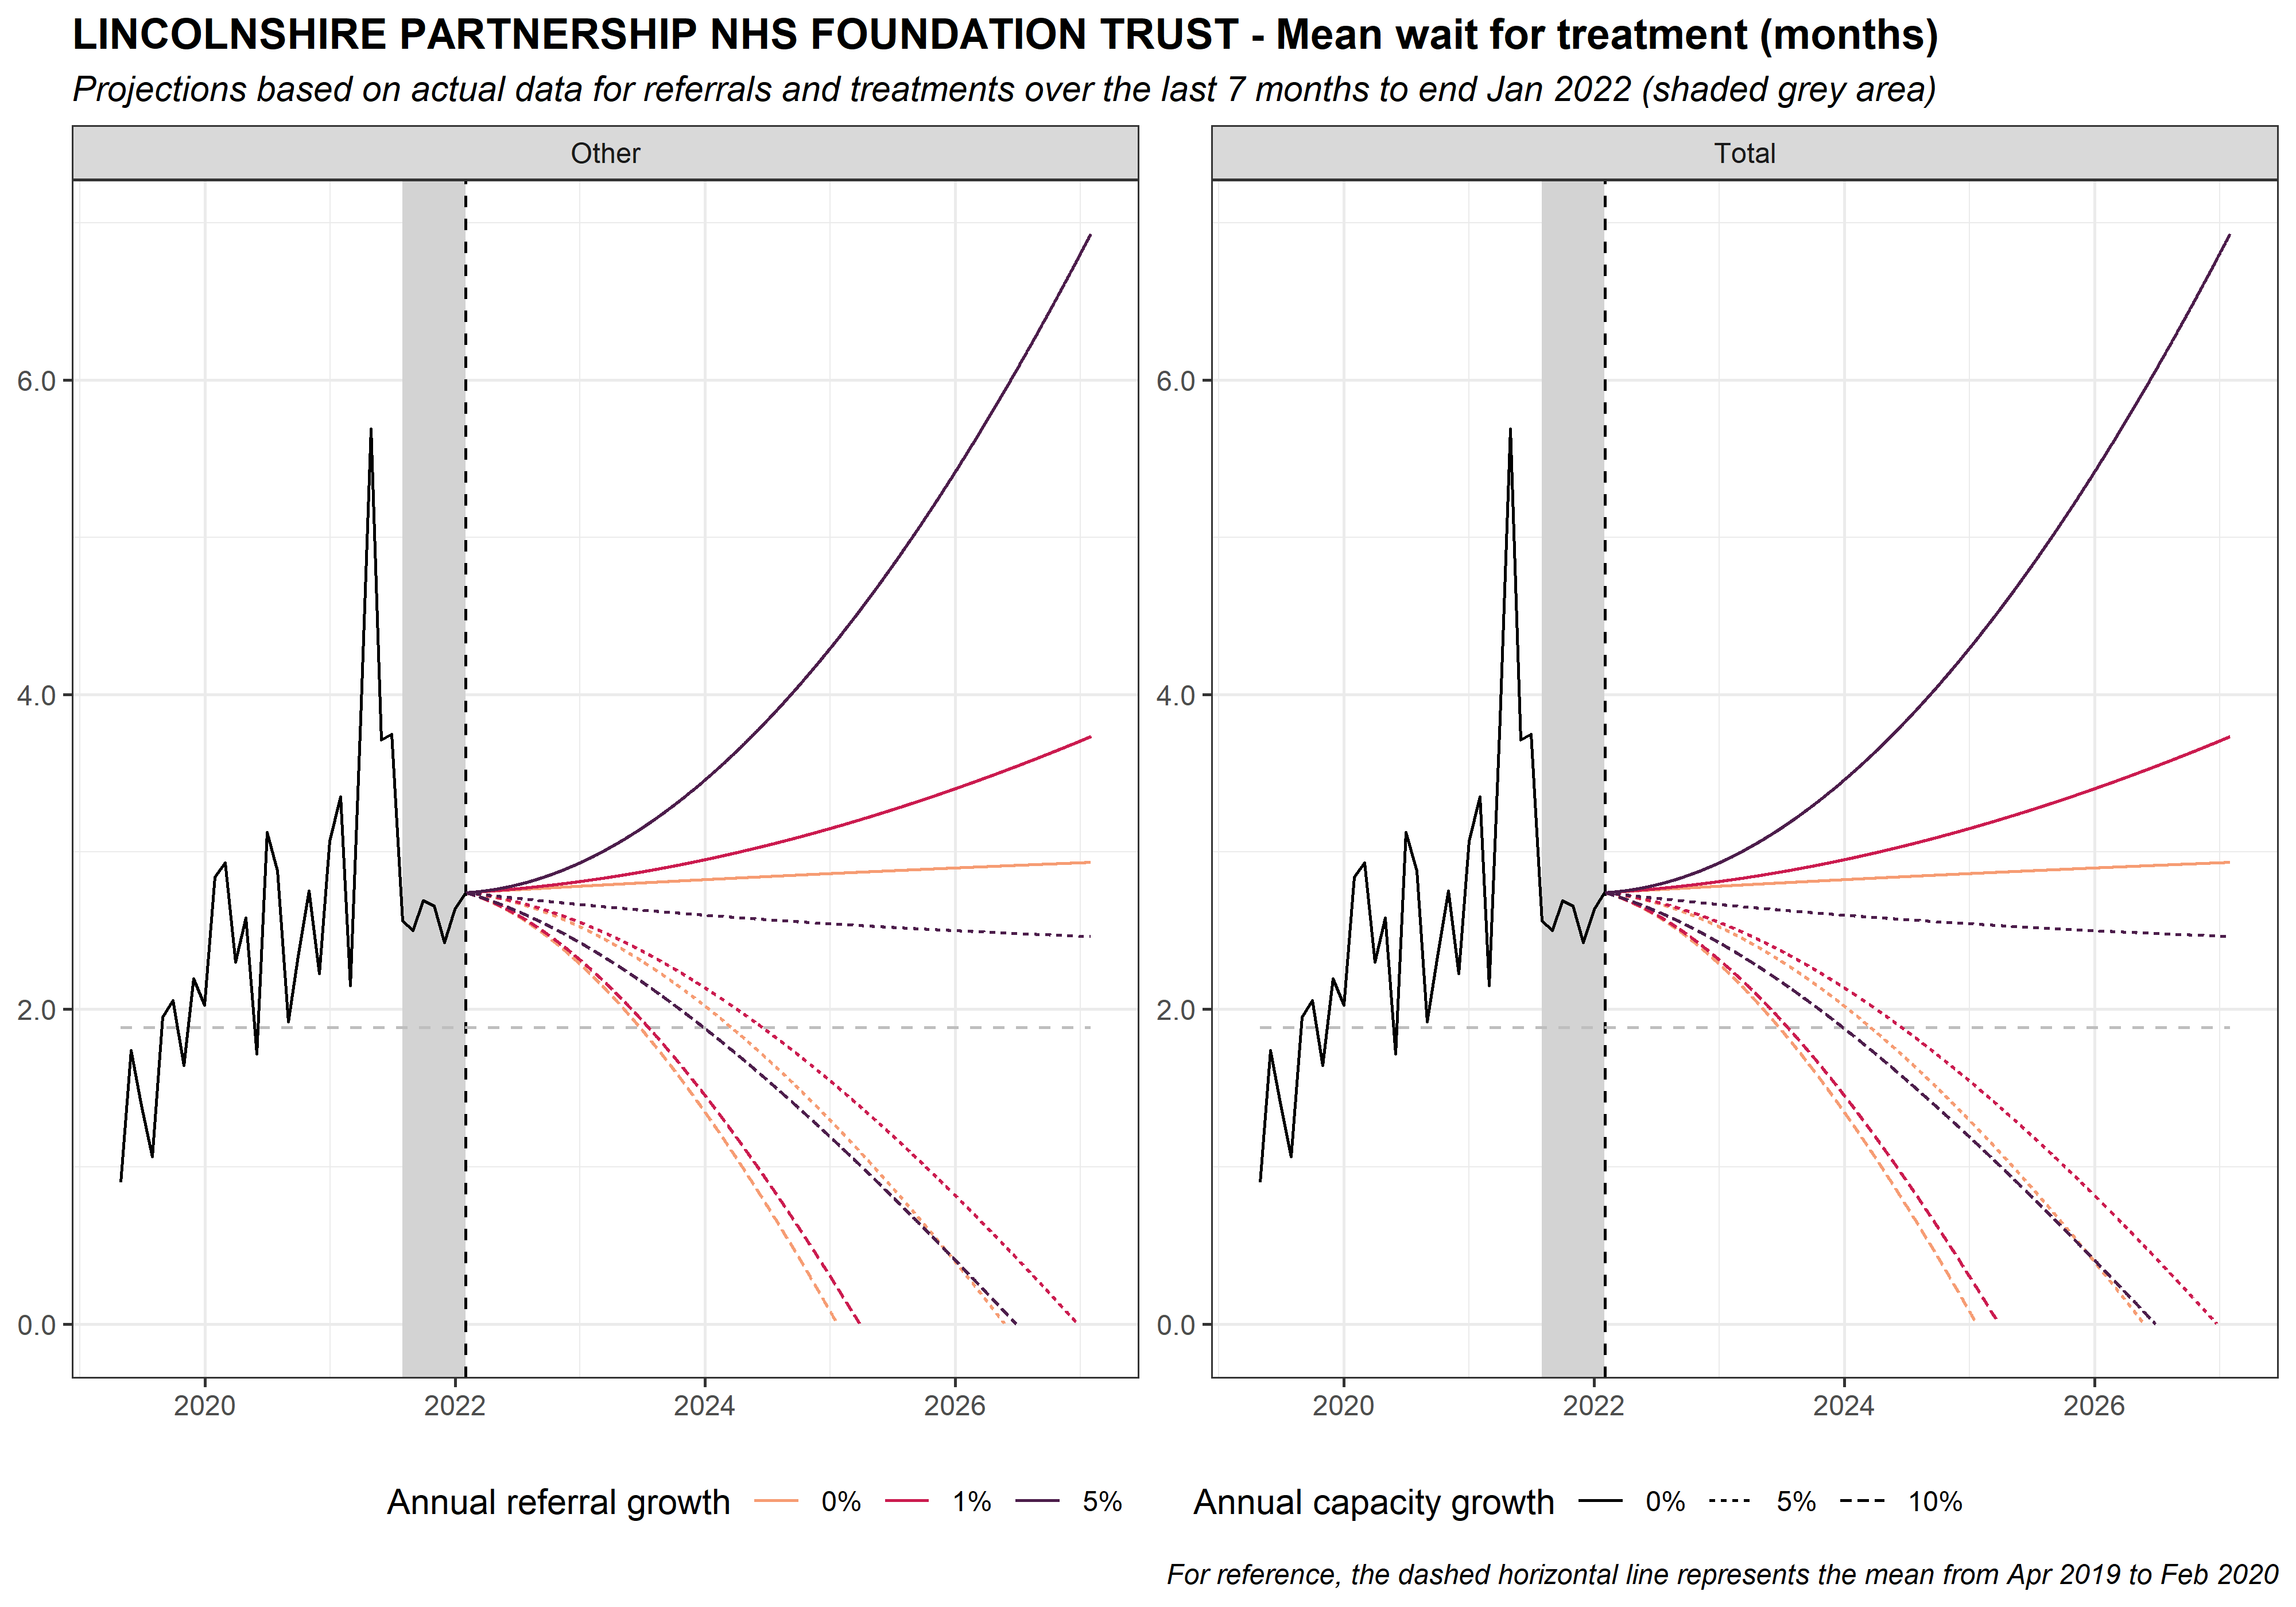 LINCOLNSHIRE PARTNERSHIP NHS FOUNDATION TRUST - Mean wait for treatment (months)
Projections based on actual data for referrals and treatments over the last 7 months to end Jan 2022 (shaded grey area)
Other
Total
6.0
4.0
2.0
0.0
6.0
4.0
2.0
0.0
2020 2022 2024 2026
2020 2022 2024 2026
Annual referral growth 0% 1% 5%
Annual capacity growth 0% 5% 10%
For reference, the dashed horizontal line represents the mean from Apr 2019 to Feb 2020